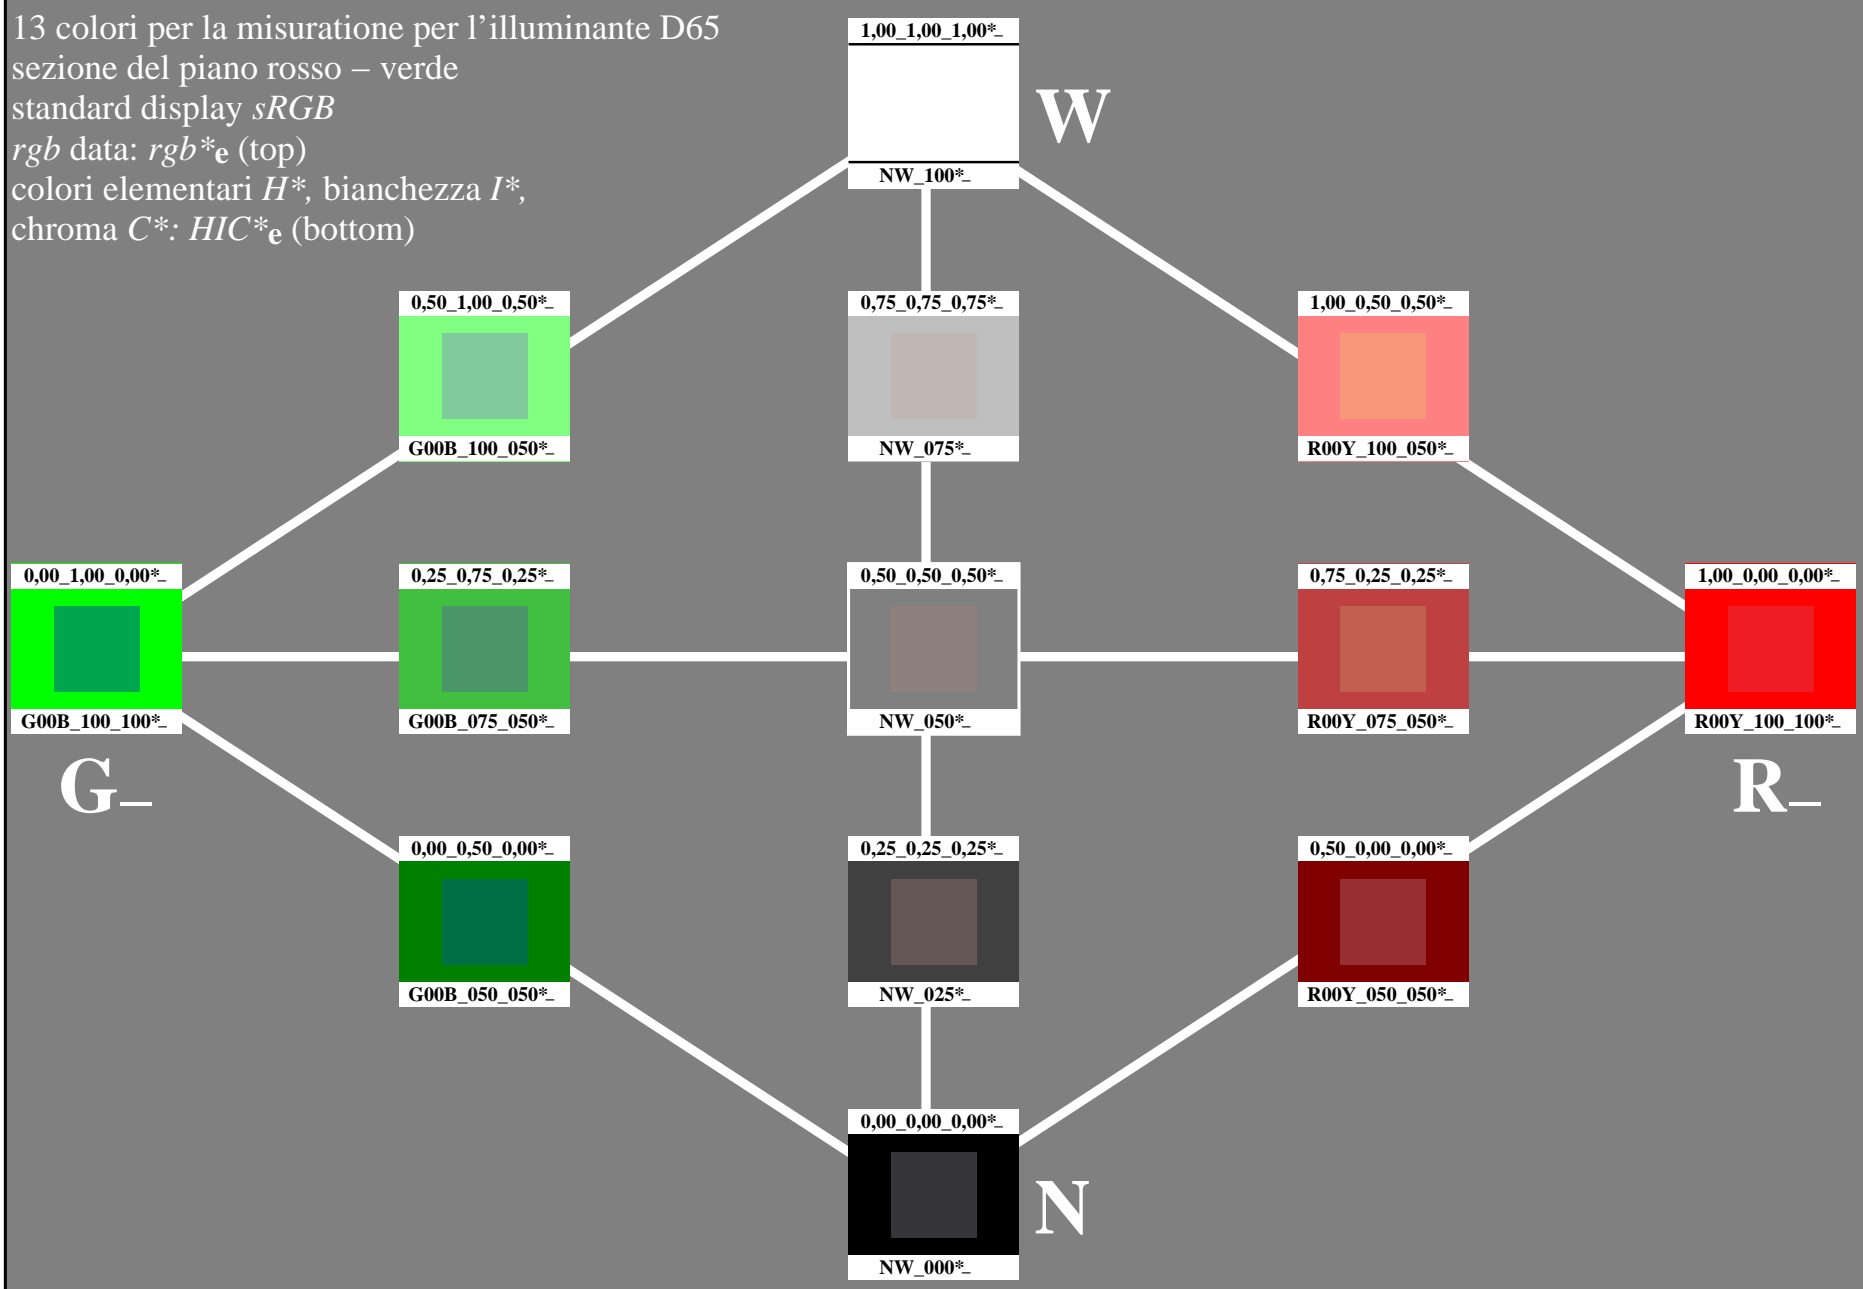 13 colori per la misuratione per l’illuminante D65
sezione del piano rosso – verde
standard display sRGB
rgb data: rgb*e (top)
colori elementari H*, bianchezza I*,
chroma C*: HIC*e (bottom)
1,00_1,00_1,00*_
W
NW_100*_
0,50_1,00_0,50*_
G00B_100_050*_
0,75_0,75_0,75*_
NW_075*_
1,00_0,50_0,50*_
R00Y_100_050*_
0,00_1,00_0,00*_
G00B_100_100*_
G_
0,25_0,75_0,25*_
G00B_075_050*_
0,50_0,50_0,50*_
NW_050*_
0,75_0,25_0,25*_
R00Y_075_050*_
1,00_0,00_0,00*_
R00Y_100_100*_
R_
0,00_0,50_0,00*_
G00B_050_050*_
0,25_0,25_0,25*_
NW_025*_
0,50_0,00_0,00*_
R00Y_050_050*_
0,00_0,00_0,00*_
N
NW_000*_